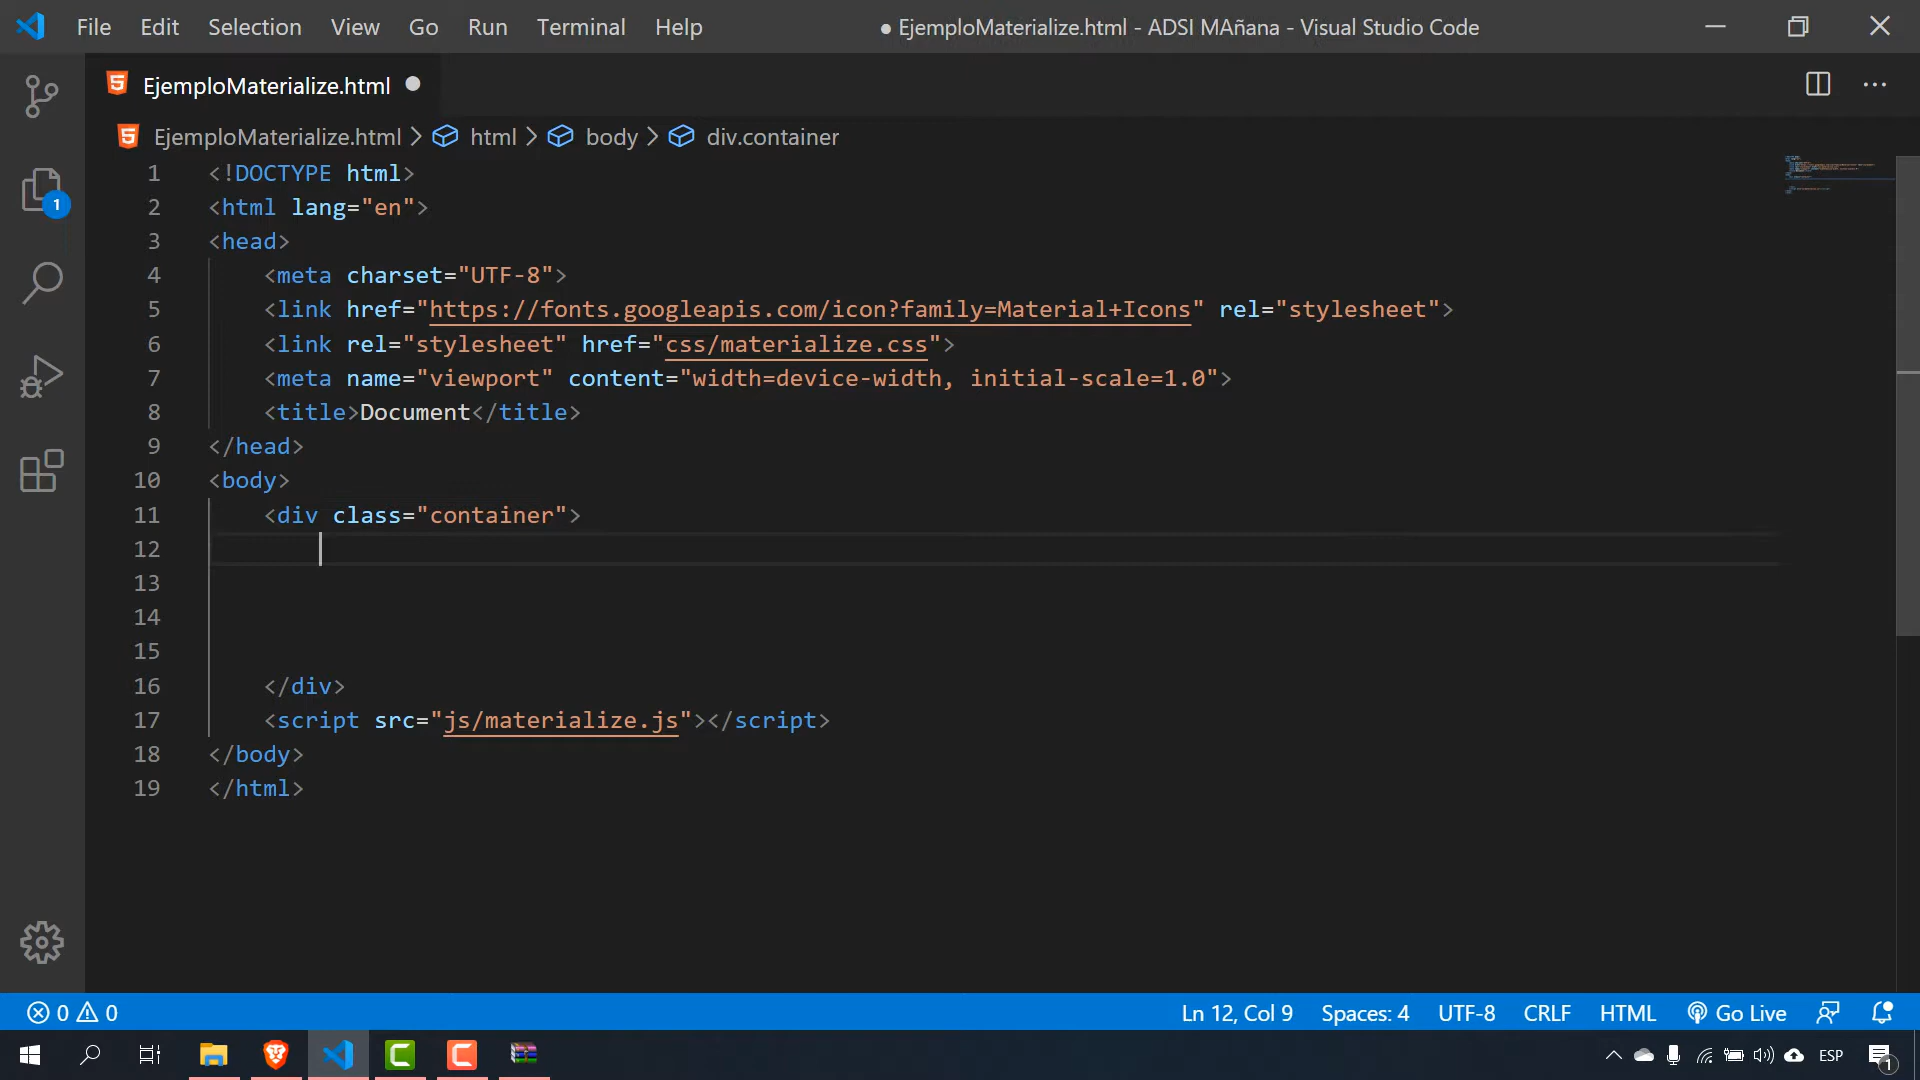 File Edit Selection View Go Run Terminal Help ● EjemploMaterialize.html - ADSI MAñana - Visual Studio Code
EjemploMaterialize.html
EjemploMaterialize.html > html > body > div.container
1 <!DOCTYPE html>
2 <html lang="en">
3 <head>
4 <meta charset="UTF-8">
5 <link href="https://fonts.googleapis.com/icon?family=Material+Icons" rel="stylesheet">
6 <link rel="stylesheet" href="css/materialize.css">
7 <meta name="viewport" content="width=device-width, initial-scale=1.0">
8 <title>Document</title>
9 </head>
10 <body>
11 <div class="container">
12
13
14
15
16 </div>
17 <script src="js/materialize.js"></script>
18 </body>
19 </html>
1
0 0 Ln 12, Col 9 Spaces: 4 UTF-8 CRLF HTML Go Live
ESP 1